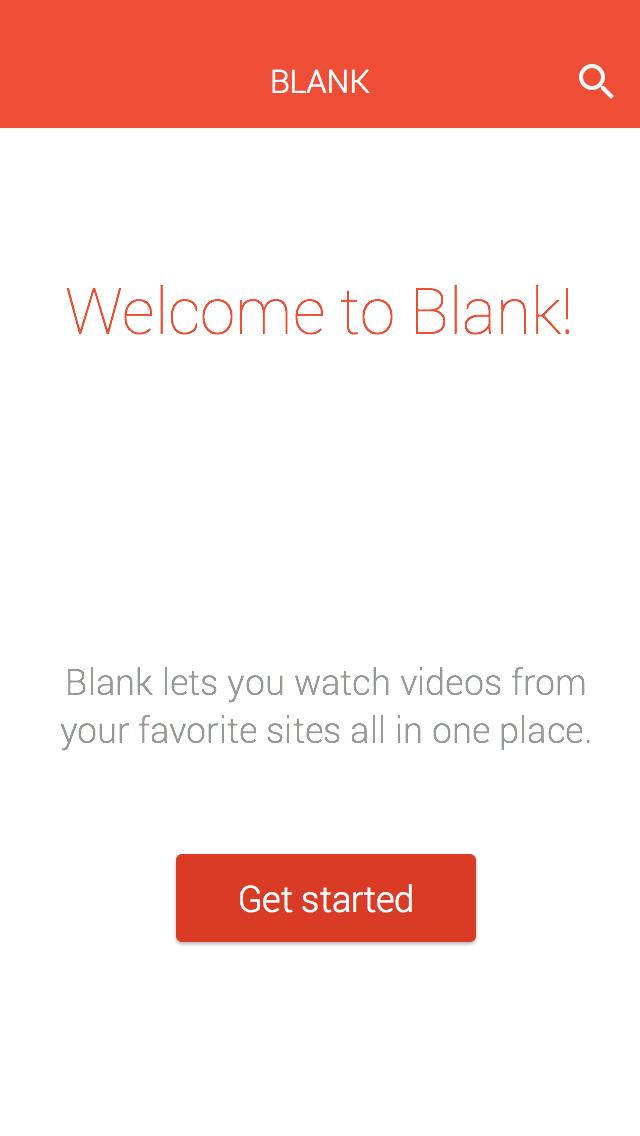 BLANK
Welcome to Blank!
Blank lets you watch videos from
your favorite sites all in one place.
Get started